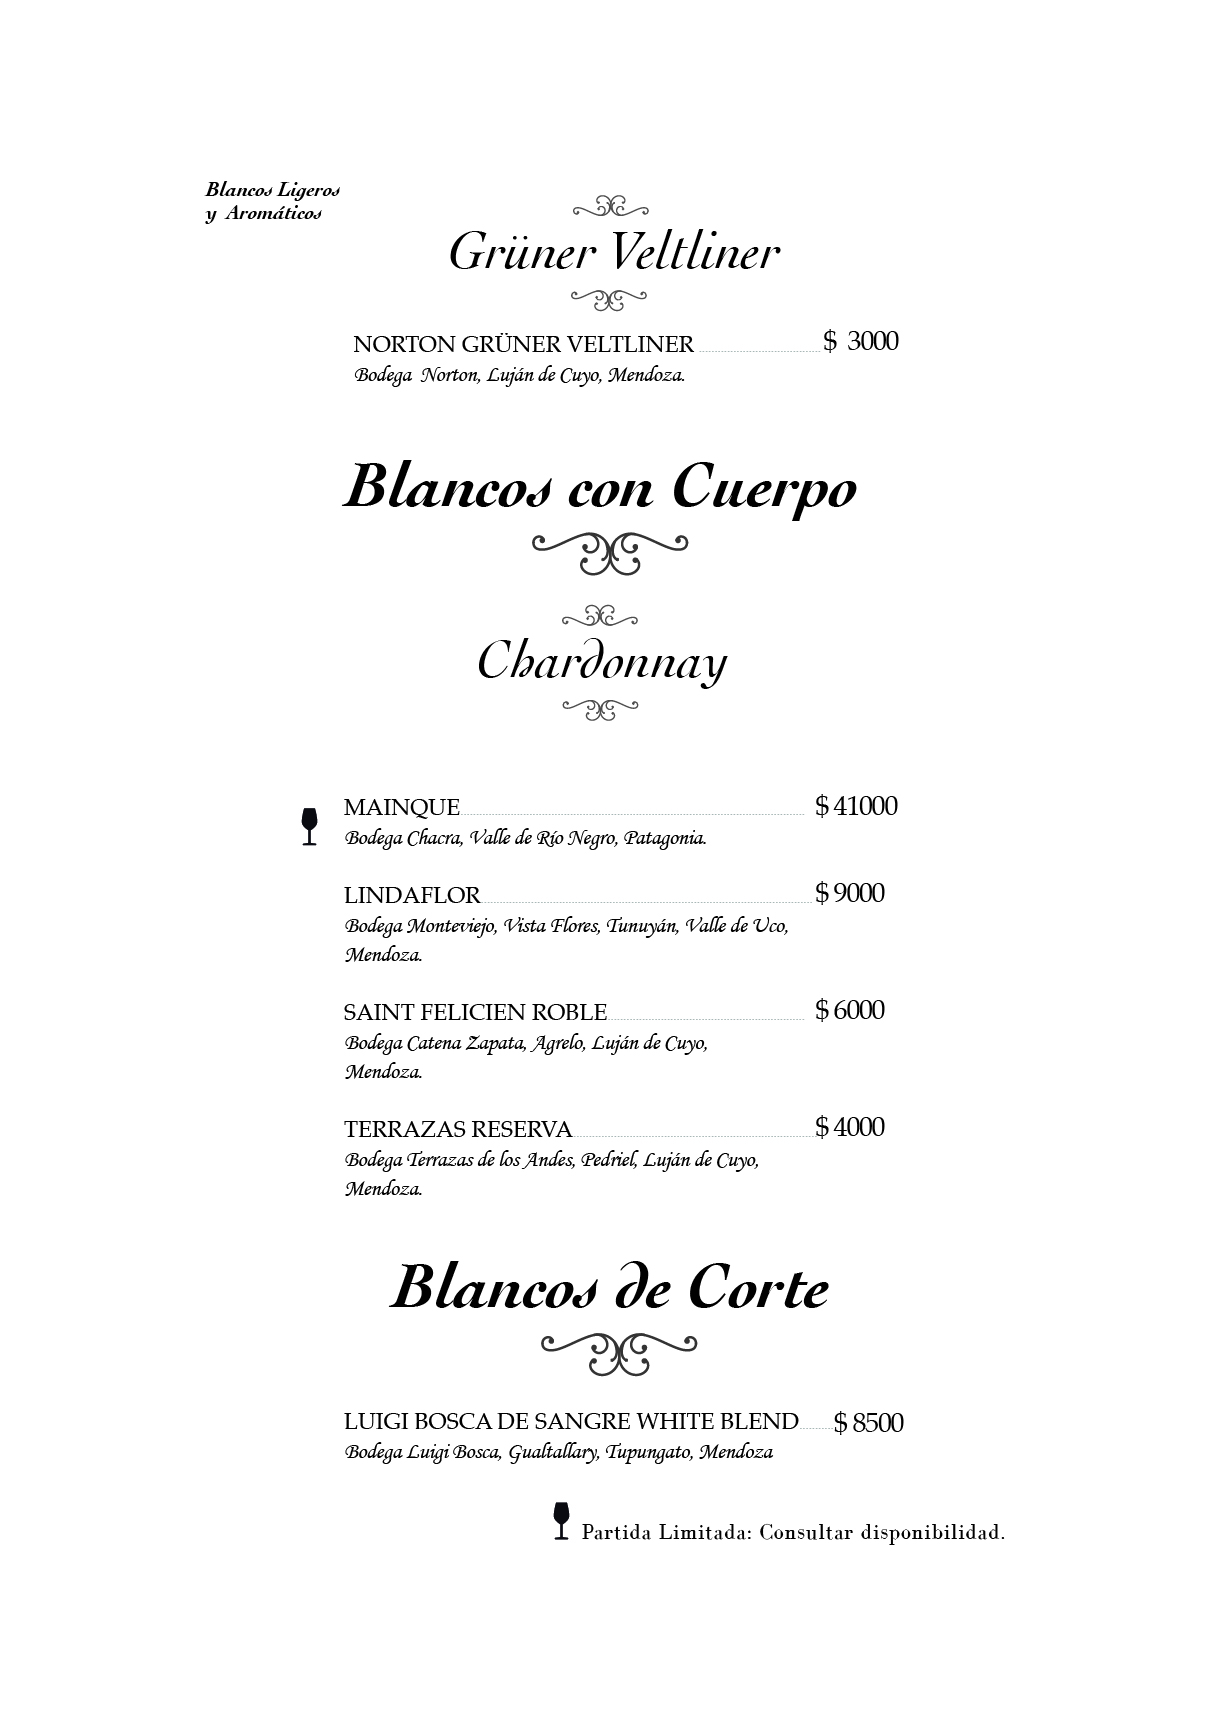 Blancos Ligeros
y Aromáticos
Grüner Veltliner
NORTON GRÜNER VELTLINER $ 3000
Bodega Norton, Luján de Cuyo, Mendoza.
Blancos con Cuerpo
Chardonnay
MAINQUE $ 41000
Bodega Chacra, Valle de Río Negro, Patagonia.
LINDAFLOR $ 9000
Bodega Monteviejo, Vista Flores, Tunuyán, Valle de Uco,
Mendoza.
SAINT FELICIEN ROBLE $ 6000
Bodega Catena Zapata, Agrelo, Luján de Cuyo,
Mendoza.
TERRAZAS RESERVA $ 4000
Bodega Terrazas de los Andes, Pedriel, Luján de Cuyo,
Mendoza.
Blancos de Corte
LUIGI BOSCA DE SANGRE WHITE BLEND $ 8500
Bodega Luigi Bosca, Gualtallary, Tupungato, Mendoza
Partida Limitada: Consultar disponibilidad.